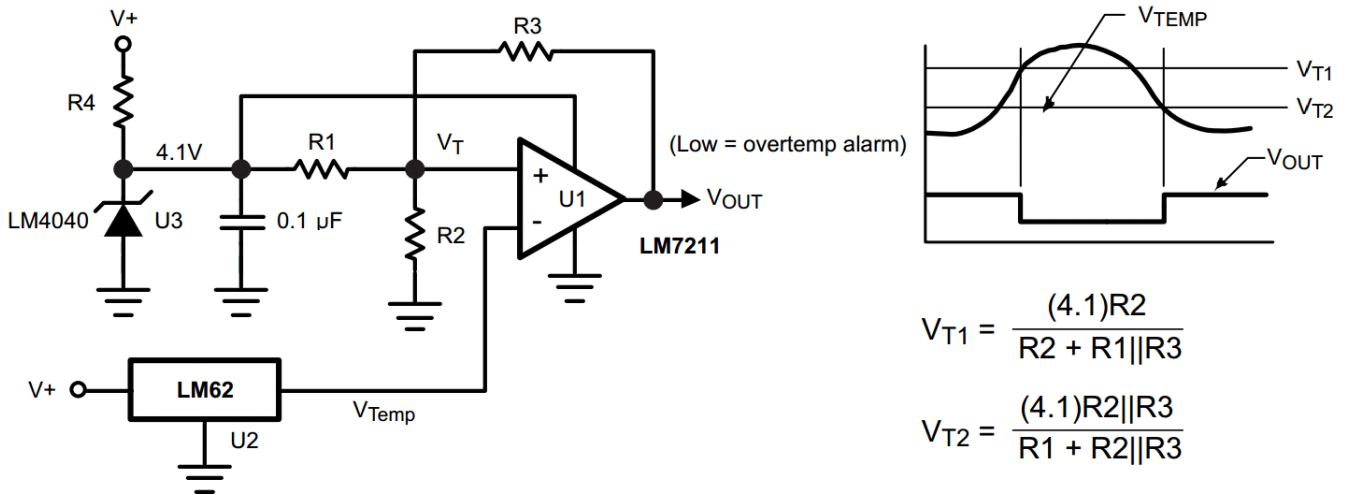 V+
R4
4.1V
LM4040
U3
0.1 µF
R1
R2
R3
VT
+
-
U1
(Low = overtemp alarm)
VOUT
LM7211
V+
LM62
U2
VTemp
VTEMP
VT1
VT2
VOUT
VT1 = (4.1)R2
R2 + R1||R3
VT2 = (4.1)R2||R3
R1 + R2||R3